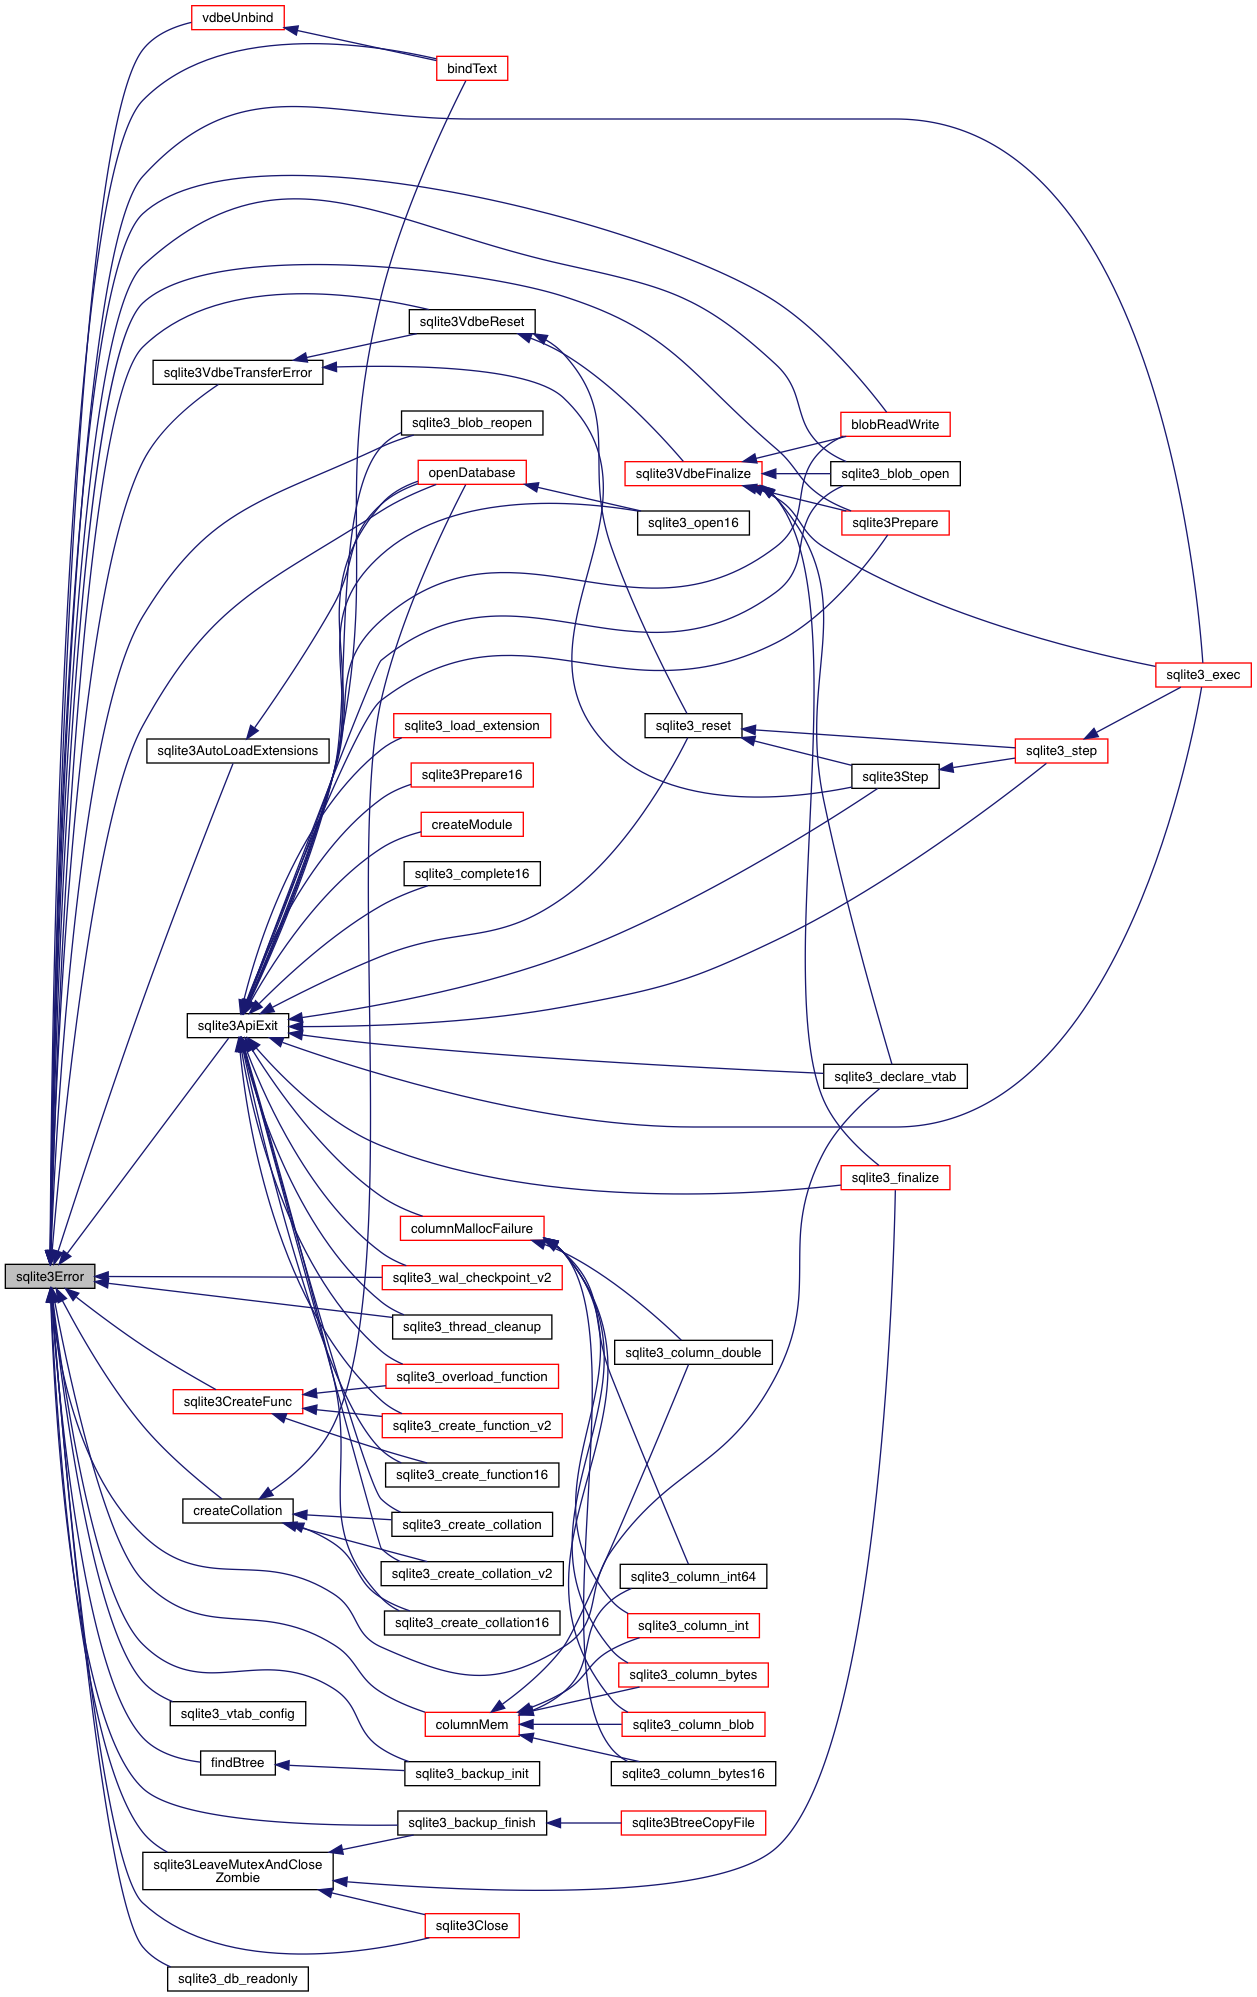 vdbeUnbind
bindText
sqlite3VdbeReset
sqlite3VdbeTransferError
sqlite3_blob_reopen
blobReadWrite
openDatabase
sqlite3VdbeFinalize
sqlite3_blob_open
sqlite3_open16
sqlite3Prepare
sqlite3_exec
sqlite3_load_extension
sqlite3_reset
sqlite3AutoLoadExtensions
sqlite3_step
sqlite3Prepare16
sqlite3Step
createModule
sqlite3_complete16
sqlite3ApiExit
sqlite3_declare_vtab
sqlite3_finalize
columnMallocFailure
sqlite3Error
sqlite3_wal_checkpoint_v2
sqlite3_thread_cleanup
sqlite3_column_double
sqlite3_overload_function
sqlite3CreateFunc
sqlite3_create_function_v2
sqlite3_create_function16
createCollation
sqlite3_create_collation
sqlite3_create_collation_v2
sqlite3_column_int64
sqlite3_create_collation16
sqlite3_column_int
sqlite3_column_bytes
sqlite3_vtab_config
columnMem
sqlite3_column_blob
findBtree
sqlite3_backup_init
sqlite3_column_bytes16
sqlite3_backup_finish
sqlite3BtreeCopyFile
sqlite3LeaveMutexAndClose
Zombie
sqlite3Close
sqlite3_db_readonly